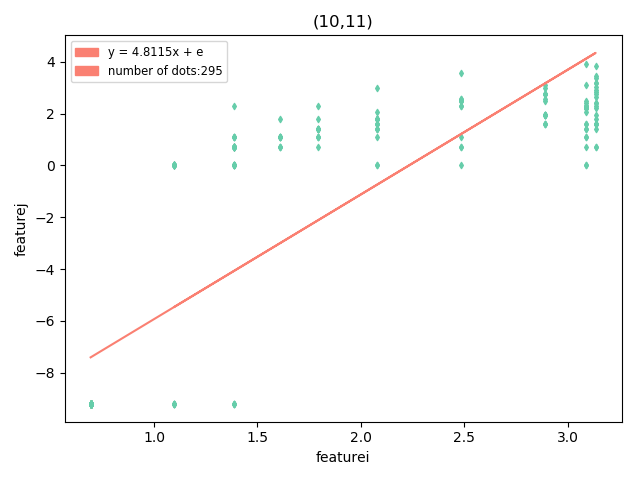 (10,11)
y = 4.8115x + e
number of dots:295
featurej
4
2
0
−2
−4
−6
−8
1.0 1.5 2.0 2.5 3.0
featurei